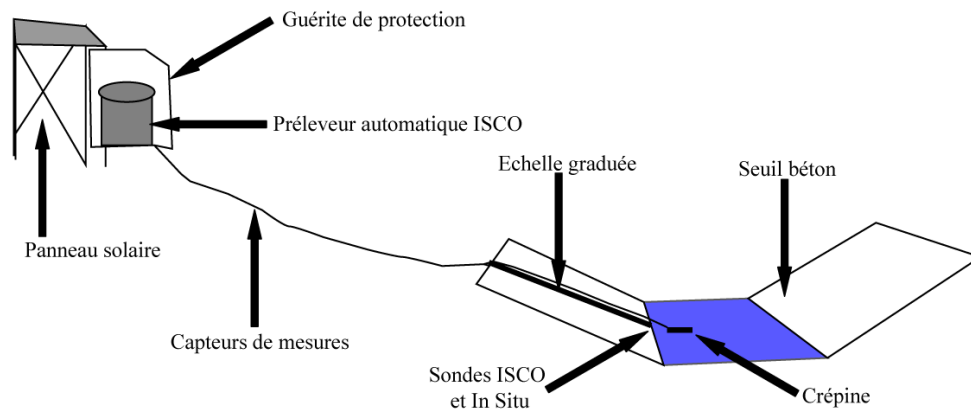 Guérite de protection
Préleveur automatique ISCO
Echelle graduée
Seuil béton
Panneau solaire
Capteurs de mesures
Sondes ISCO
et In Situ
Crépine